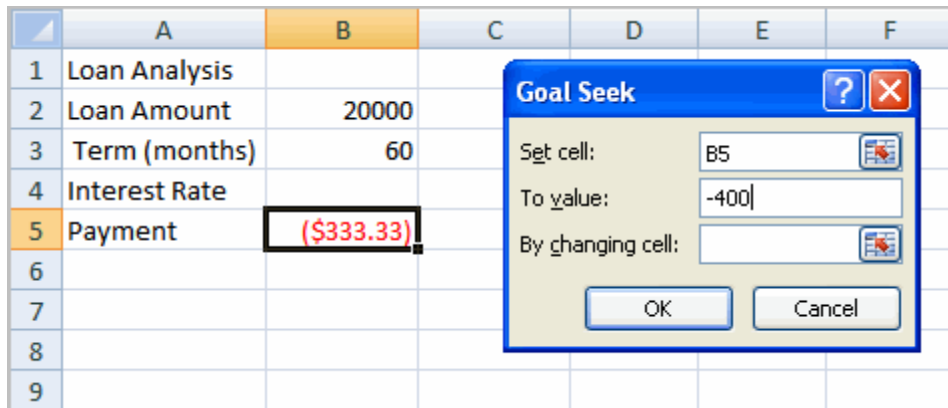 A B C D E F
1 Loan Analysis
2 Loan Amount 20000
3 Term (months) 60
4 Interest Rate
5 Payment ($333.33)
6
7
8
9
Goal Seek ?
Set cell: B5
To value: -400
By changing cell:
OK Cancel